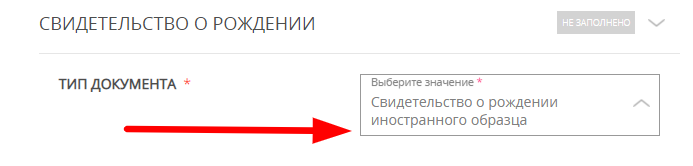 СВИДЕТЕЛЬСТВО О РОЖДЕНИИ
НЕ ЗАПОЛНЕНО
ТИП ДОКУМЕНТА *
Выберите значение *
Свидетельство о рождении
иностранного образца